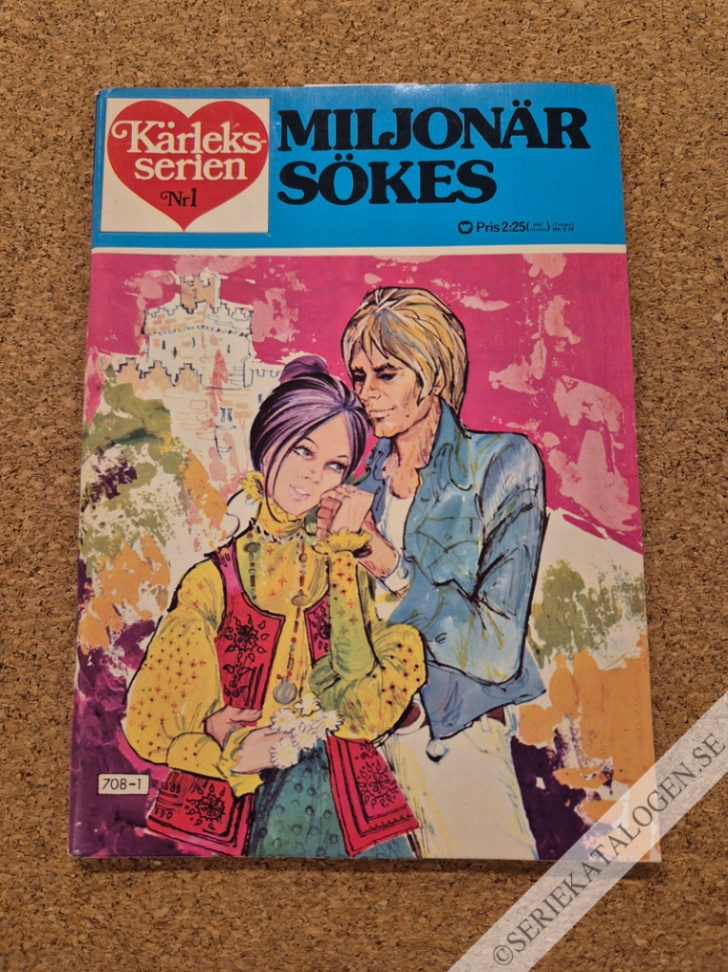 Kärleks-
serien
Nr1
MILJONÄR
SÖKES
Pris 2:25
708-1
©SERIEKATALOGEN.SE